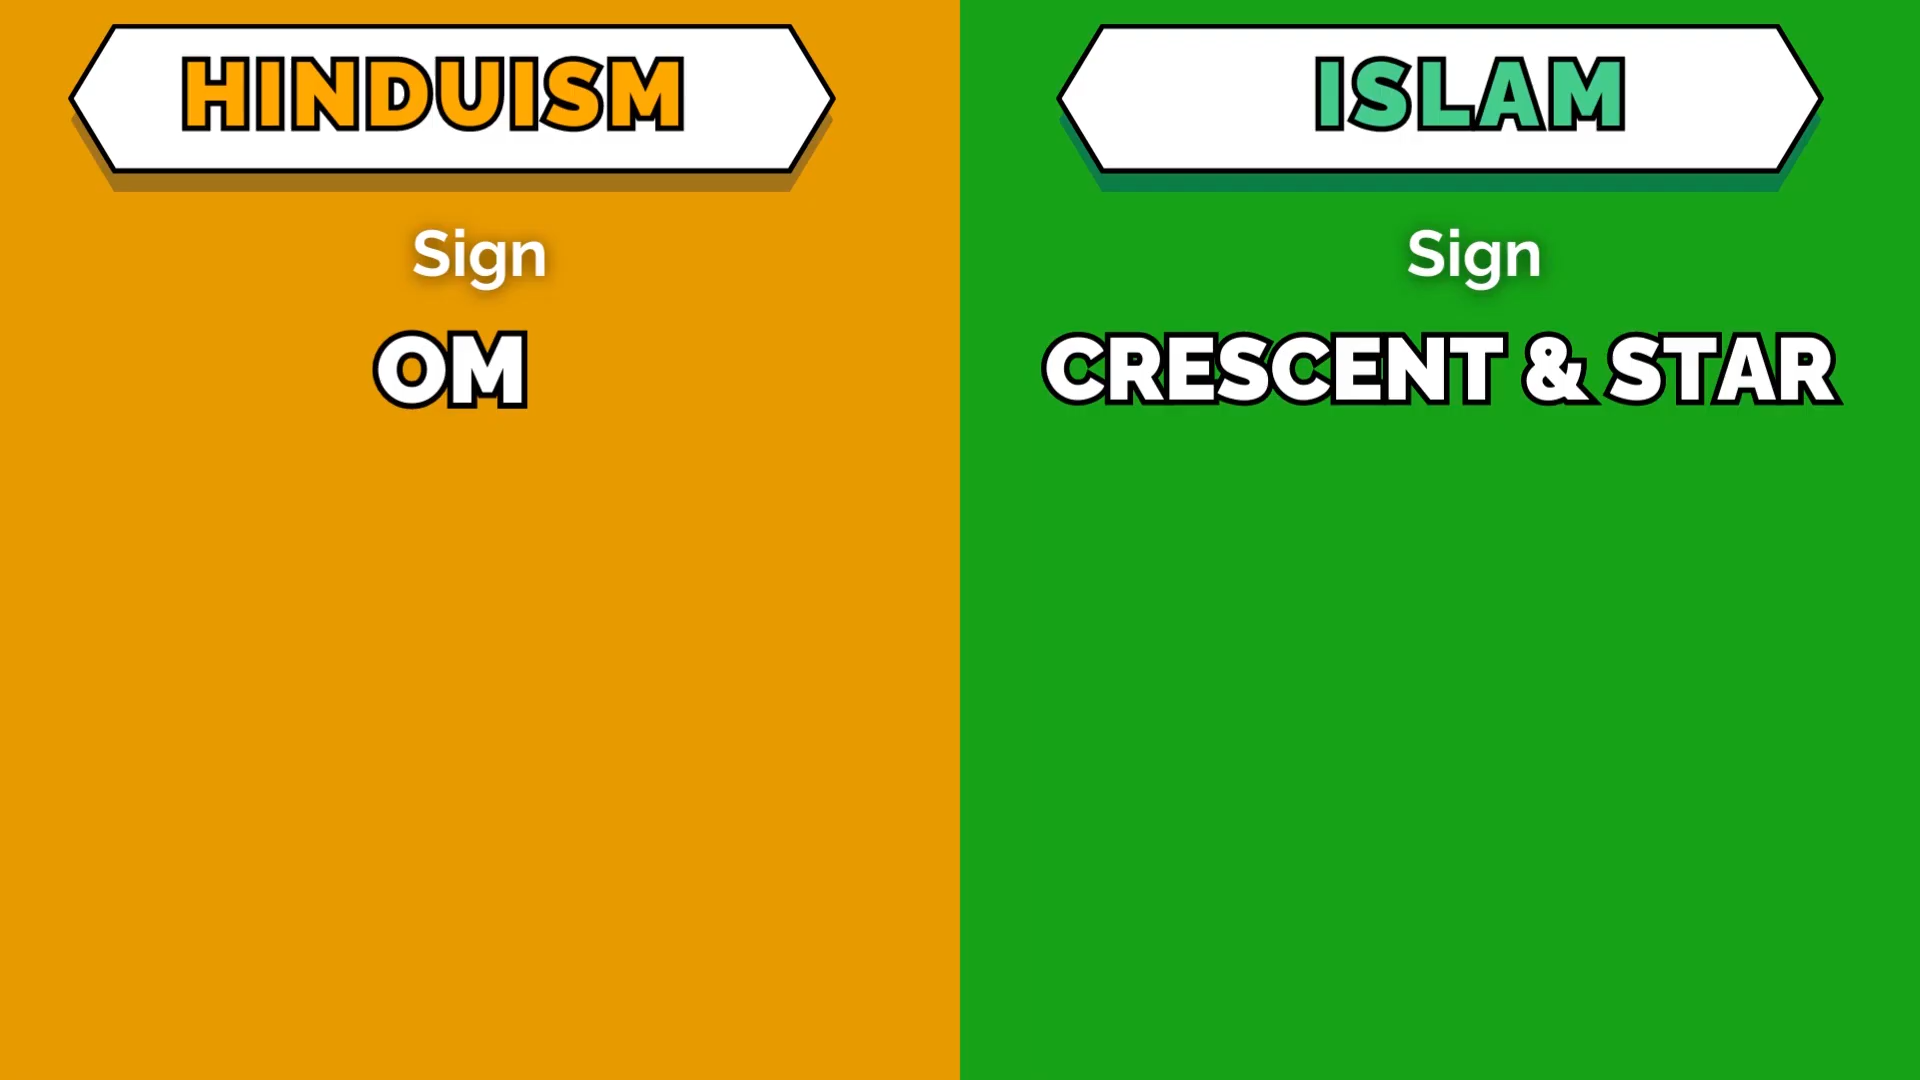 HINDUISM
Sign
OM
ISLAM
Sign
CRESCENT & STAR